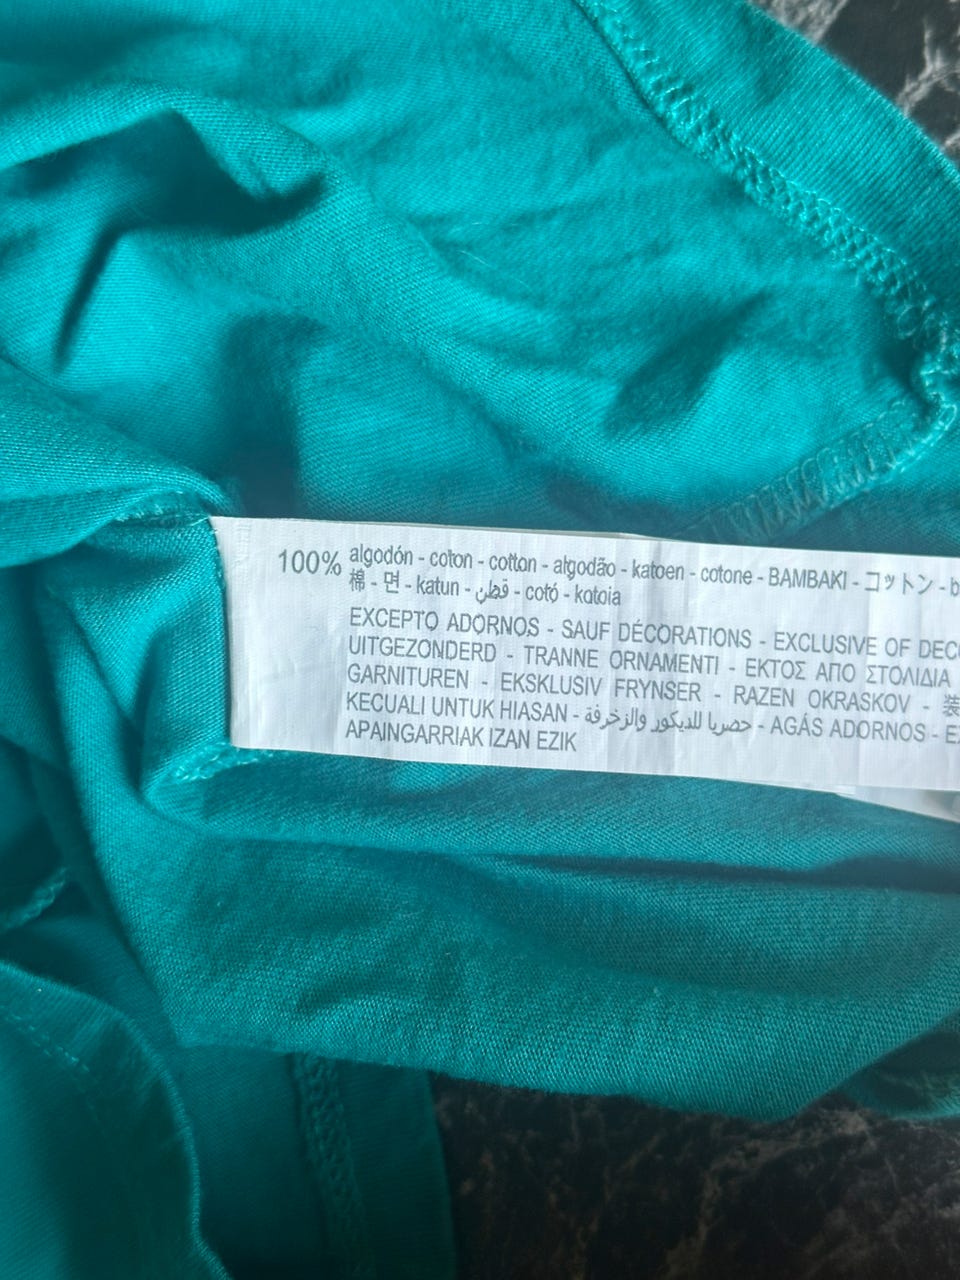 100% algodón - coton - cotton - algodão - katoen - cotone - BAMBAKI - コットン -
棉 - 면 - katun - قطن - cotó - kotoia
EXCEPTO ADORNOS - SAUF DÉCORATIONS - EXCLUSIVE OF
UITGEZONDERD - TRANNE ORNAMENTI - ΕΚΤΟΣ ΑΠΟ ΣΤΟΛΙΔΙΑ
GARNITUREN - EKSKLUSIV FRYNSER - RAZEN OKRASKOV -
KECUALI UNTUK HIASAN - حصريا للديكور والزخرفة - AGÁS ADORNOS -
APAINGARRIAK IZAN EZIK